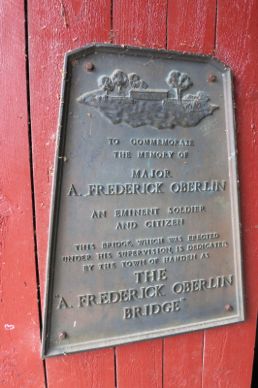 TO COMMEMORATE
THE MEMORY OF
MAJOR
A. FREDERICK OBERLIN
AN EMINENT SOLDIER
AND CITIZEN
THIS BRIDGE, WHICH WAS ERECTED
UNDER HIS SUPERVISION, IS DEDICATED
BY THE TOWN OF HAMDEN AS
THE
"A. FREDERICK OBERLIN
BRIDGE"